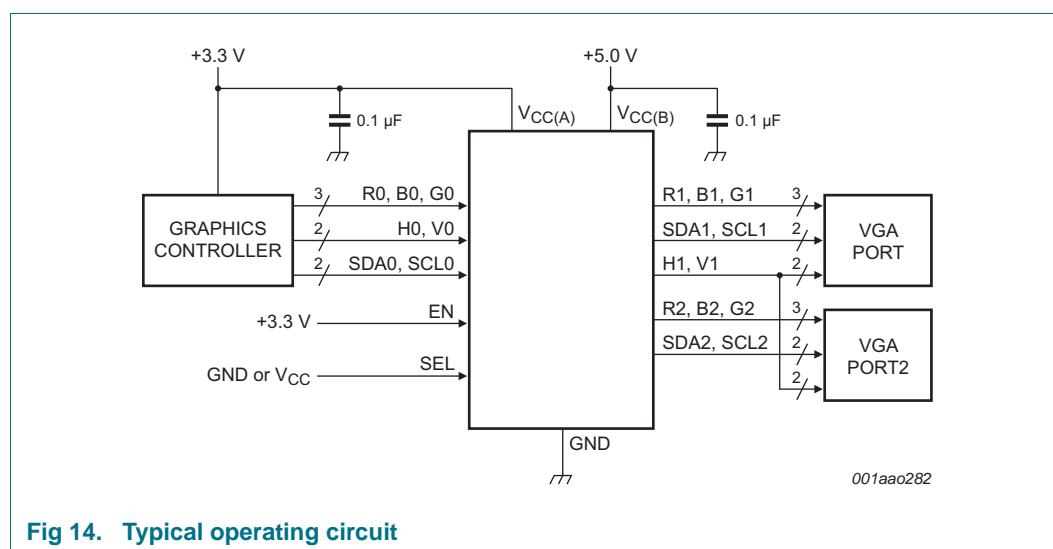 +3.3 V
+5.0 V
VCC(A)
VCC(B)
0.1 μF
0.1 μF
GRAPHICS
CONTROLLER
3
R0, B0, G0
2
H0, V0
2
SDA0, SCL0
+3.3 V
EN
GND or VCC
SEL
R1, B1, G1
3
SDA1, SCL1
2
H1, V1
2
VGA
PORT
R2, B2, G2
3
SDA2, SCL2
2
2
VGA
PORT2
GND
001aao282
Fig 14. Typical operating circuit